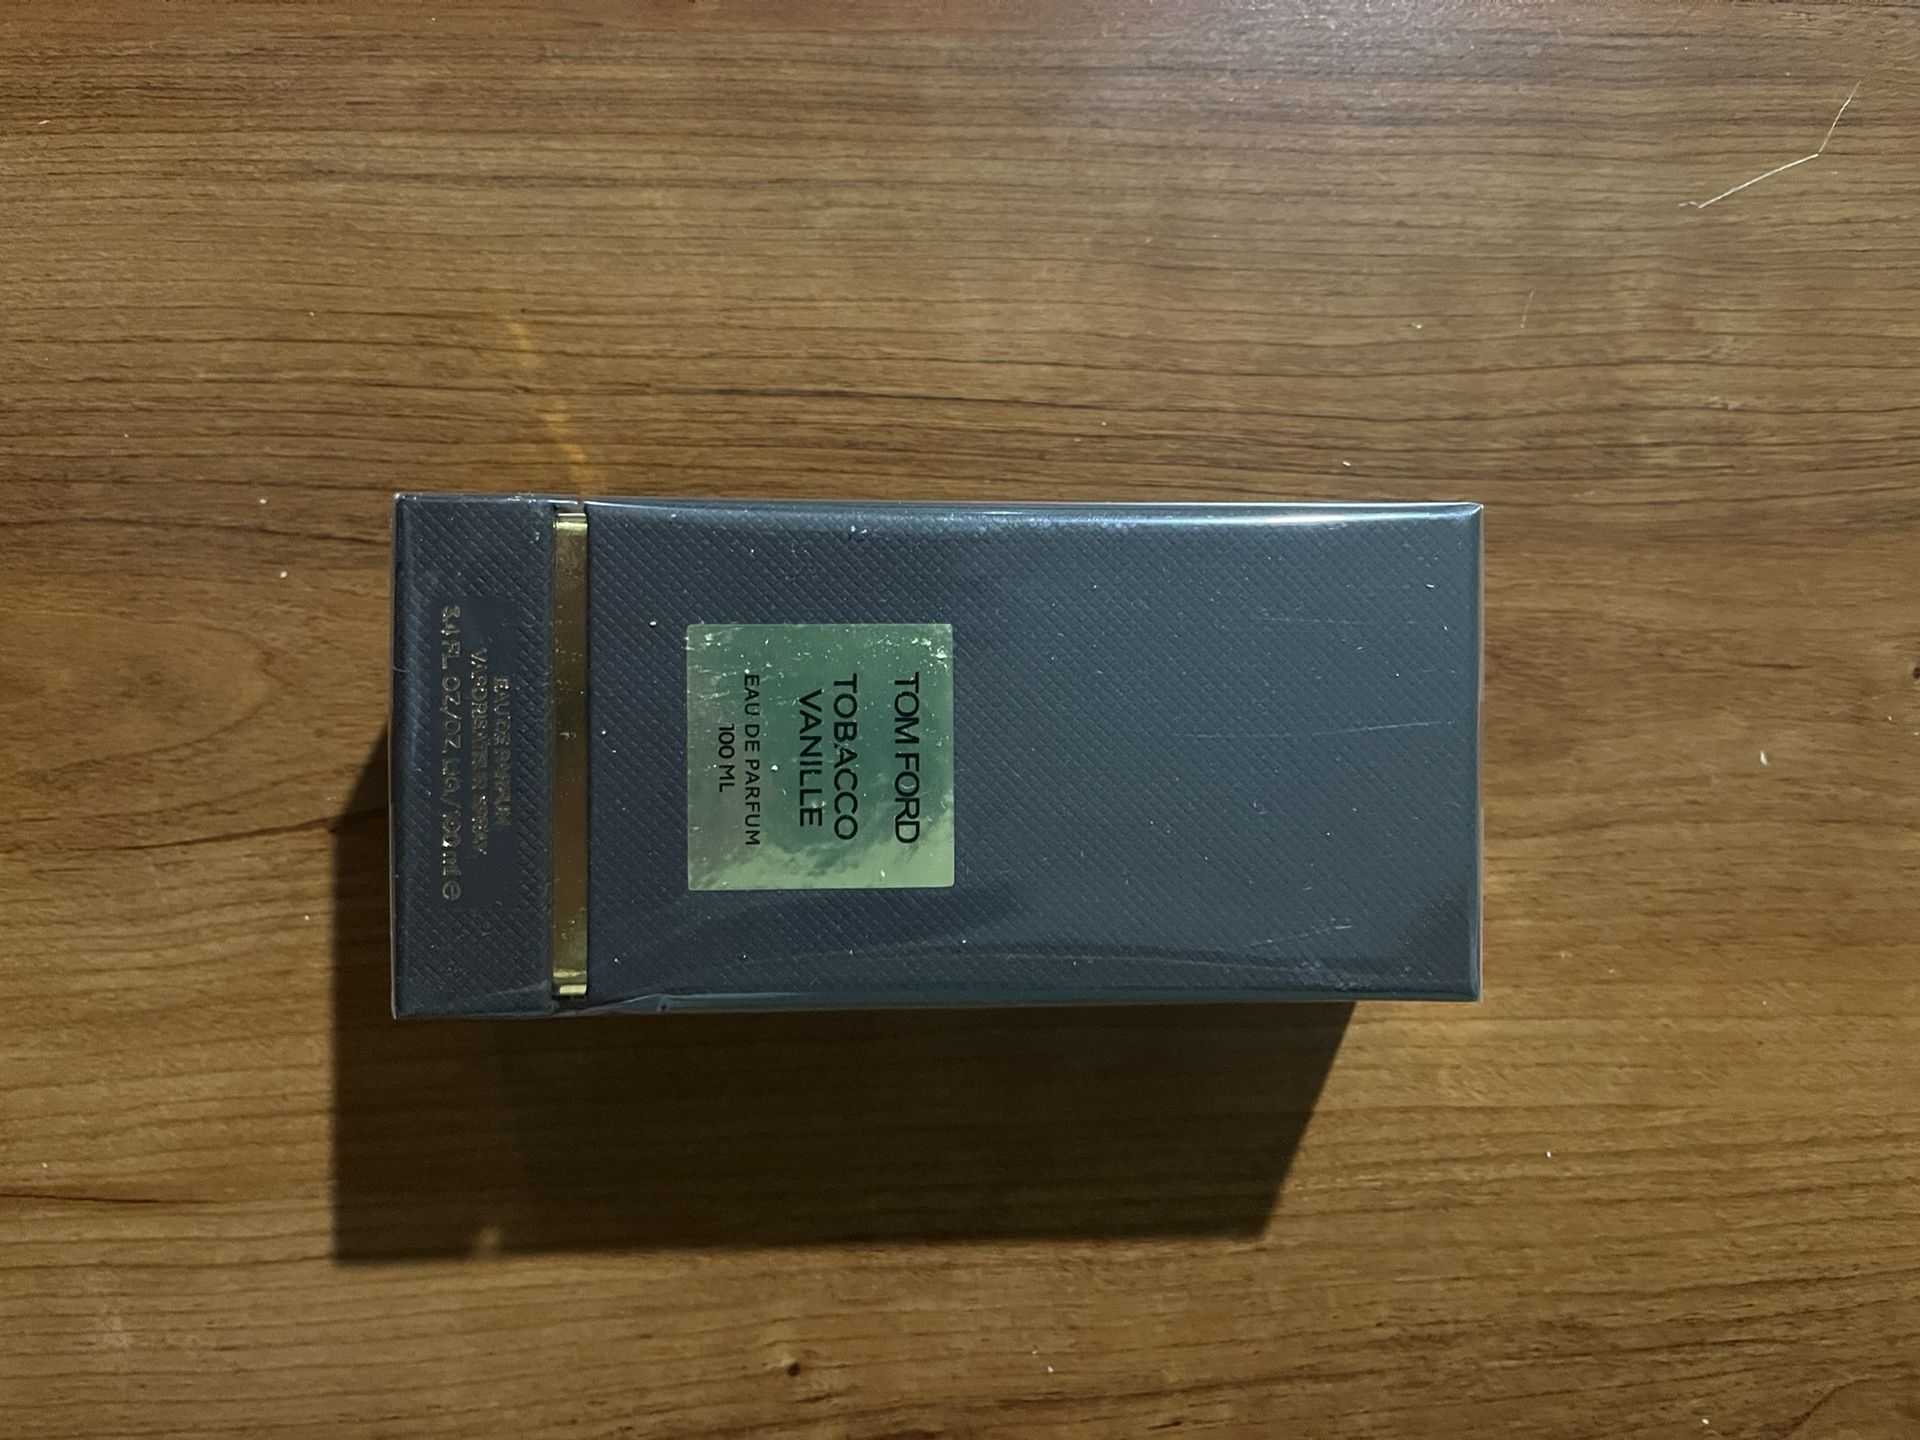 TOM FORD
TOBACCO
VANILLE
EAU DE PARFUM
100 ML
EAU DE PARFUM
VAPORISATEUR SPRAY
3.4 FL OZ/OZ LIQ/100 ml ℮